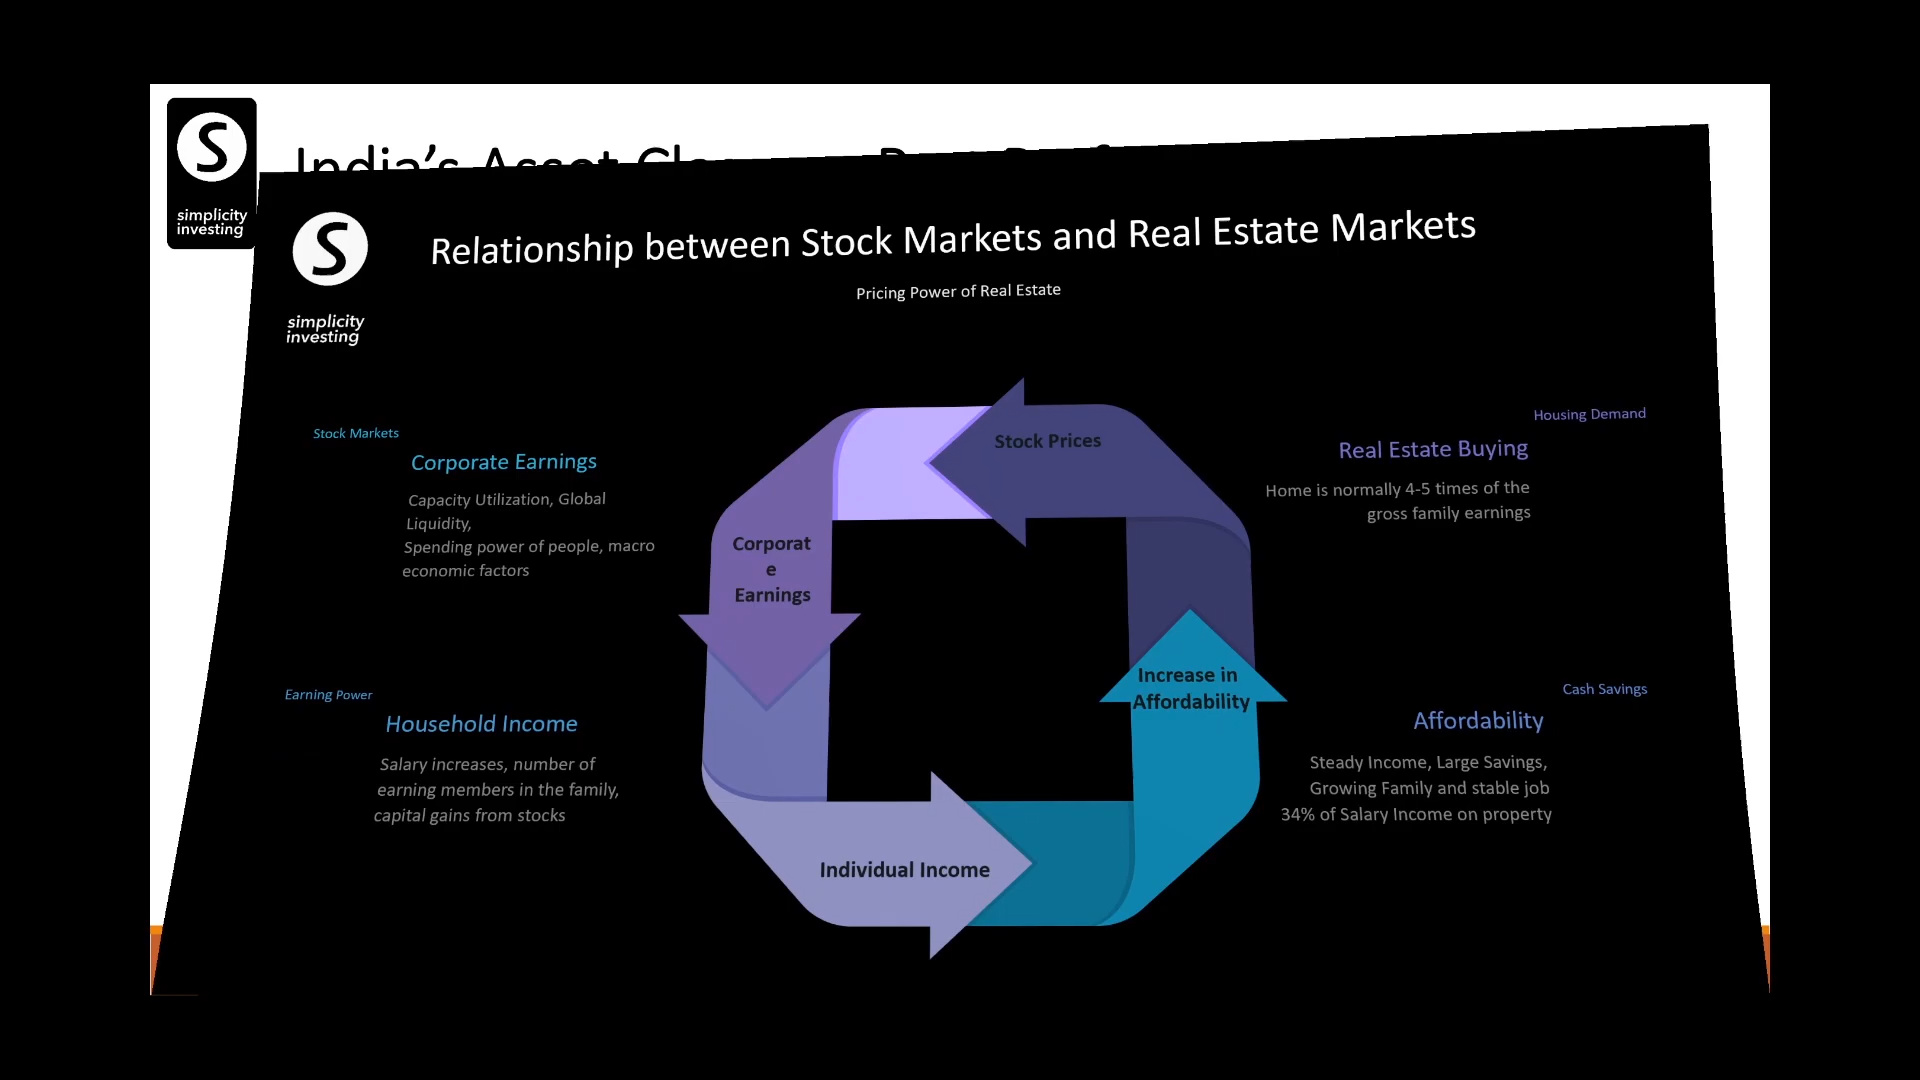 India's Asset
S
simplicity
investing
S
simplicity
investing
Relationship between Stock Markets and Real Estate Markets
Pricing Power of Real Estate
Stock Markets
Corporate Earnings
Capacity Utilization, Global
Liquidity,
Spending power of people, macro
economic factors
Earning Power
Household Income
Salary increases, number of
earning members in the family,
capital gains from stocks
Stock Prices
Corporat
e
Earnings
Increase in
Affordability
Individual Income
Housing Demand
Real Estate Buying
Home is normally 4-5 times of the
gross family earnings
Cash Savings
Affordability
Steady Income, Large Savings,
Growing Family and stable job
34% of Salary Income on property